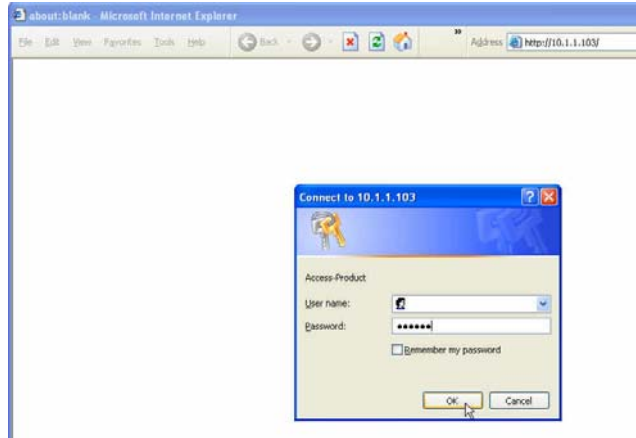 about:blank - Microsoft Internet Explorer
File Edit View Favorites Tools Help Back Address http://10.1.1.103/
Connect to 10.1.1.103
Access-Product
User name:
Password: ••••••
Remember my password
OK Cancel